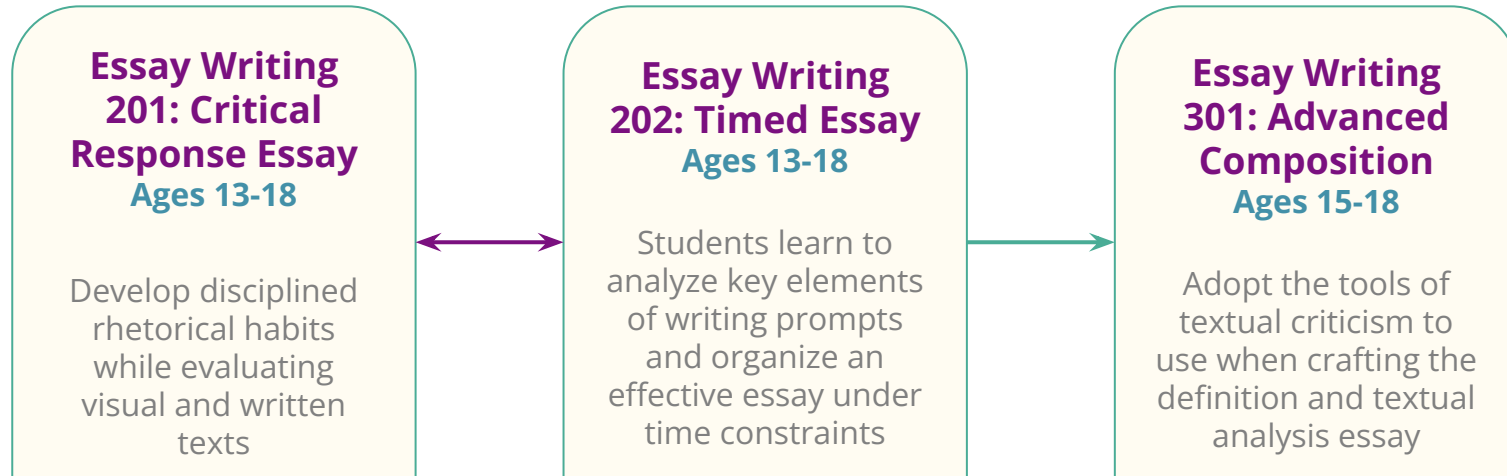 Essay Writing
201: Critical
Response Essay
Ages 13-18
Develop disciplined
rhetorical habits
while evaluating
visual and written
texts
Essay Writing
202: Timed Essay
Ages 13-18
Students learn to
analyze key elements
of writing prompts
and organize an
effective essay under
time constraints
Essay Writing
301: Advanced
Composition
Ages 15-18
Adopt the tools of
textual criticism to
use when crafting the
definition and textual
analysis essay